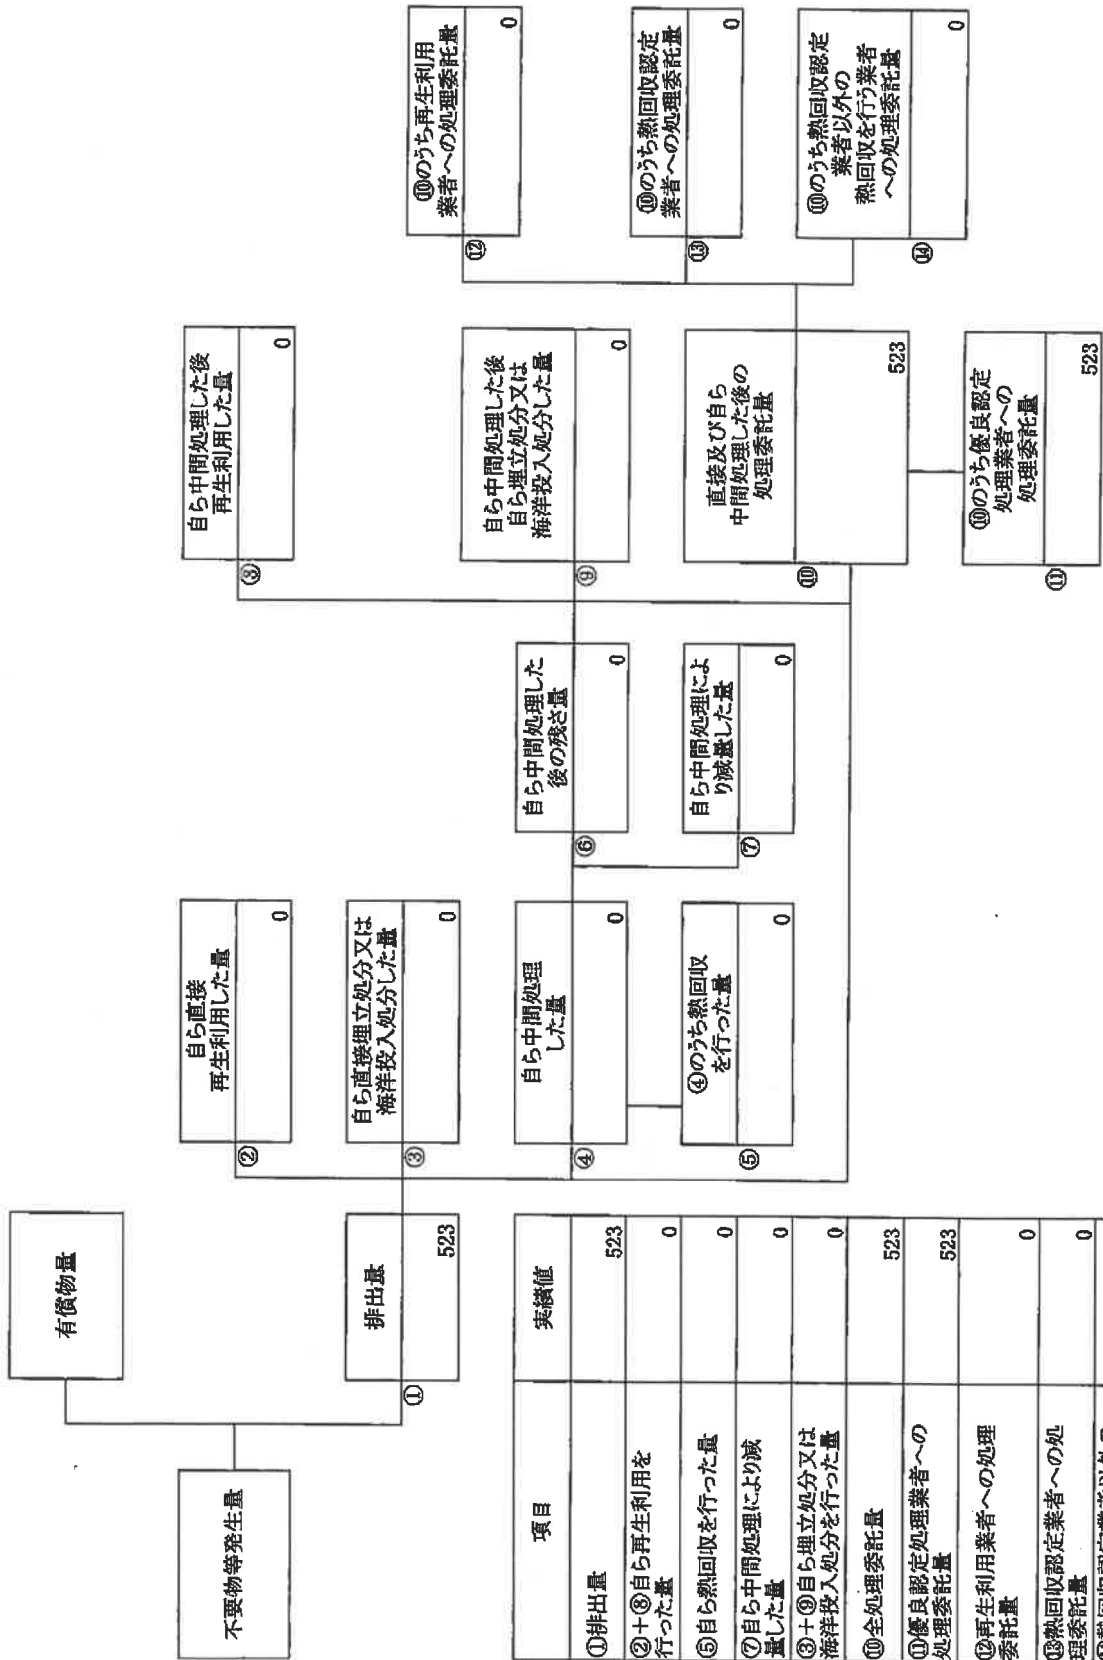 不要物等発生量
有償物量
排出量
①
523
自ら直接
再生利用した量
②
0
自ら直接埋立処分又は
海洋投入処分した量
③
0
自ら中間処理
した量
④
0
④のうち熱回収
を行った量
⑤
0
自ら中間処理した
後の残さ量
⑥
0
自ら中間処理によ
り減量した量
⑦
0
自ら中間処理した後
再生利用した量
⑧
0
自ら中間処理した後
自ら埋立処分又は
海洋投入処分した量
⑨
0
直接及び自ら
中間処理した後の
処理委託量
⑩
523
⑩のうち優良認定
処理業者への
処理委託量
⑪
523
⑩のうち再生利用
業者への処理委託量
⑫
0
⑩のうち熱回収認定
業者への処理委託量
⑬
0
⑩のうち熱回収認定
業者以外の
熱回収を行う業者
への処理委託量
⑭
0
項目 実績値
①排出量 523
②+⑧自ら再生利用を
行った量 0
⑤自ら熱回収を行った量 0
⑦自ら中間処理により減
量した量 0
③+⑨自ら埋立処分又は
海洋投入処分を行った量 0
⑩全処理委託量 523
⑪優良認定処理業者への
処理委託量 523
⑫再生利用業者への処理
委託量 0
⑬熱回収認定業者への処
理委託量 0